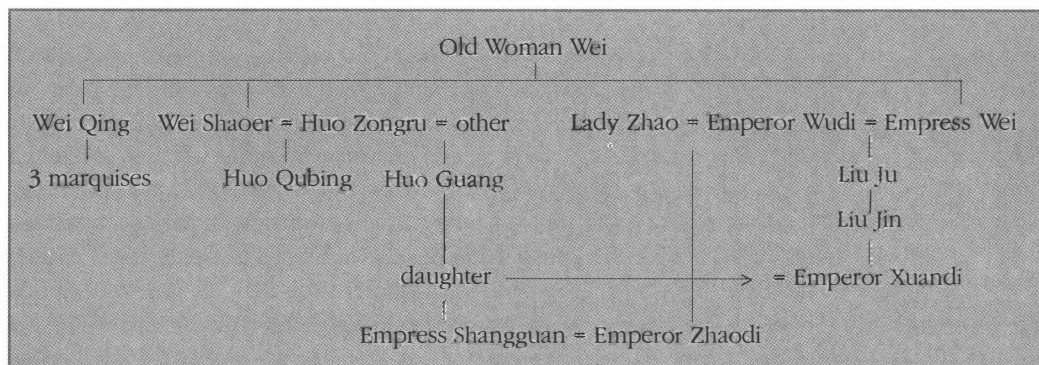 Old Woman Wei
Wei Qing Wei Shaoer = Huo Zongru = other Lady Zhao = Emperor Wudi = Empress Wei
3 marquises Huo Qubing Huo Guang Liu Ju
Liu Jin
daughter = Emperor Xuandi
Empress Shangguan = Emperor Zhaodi